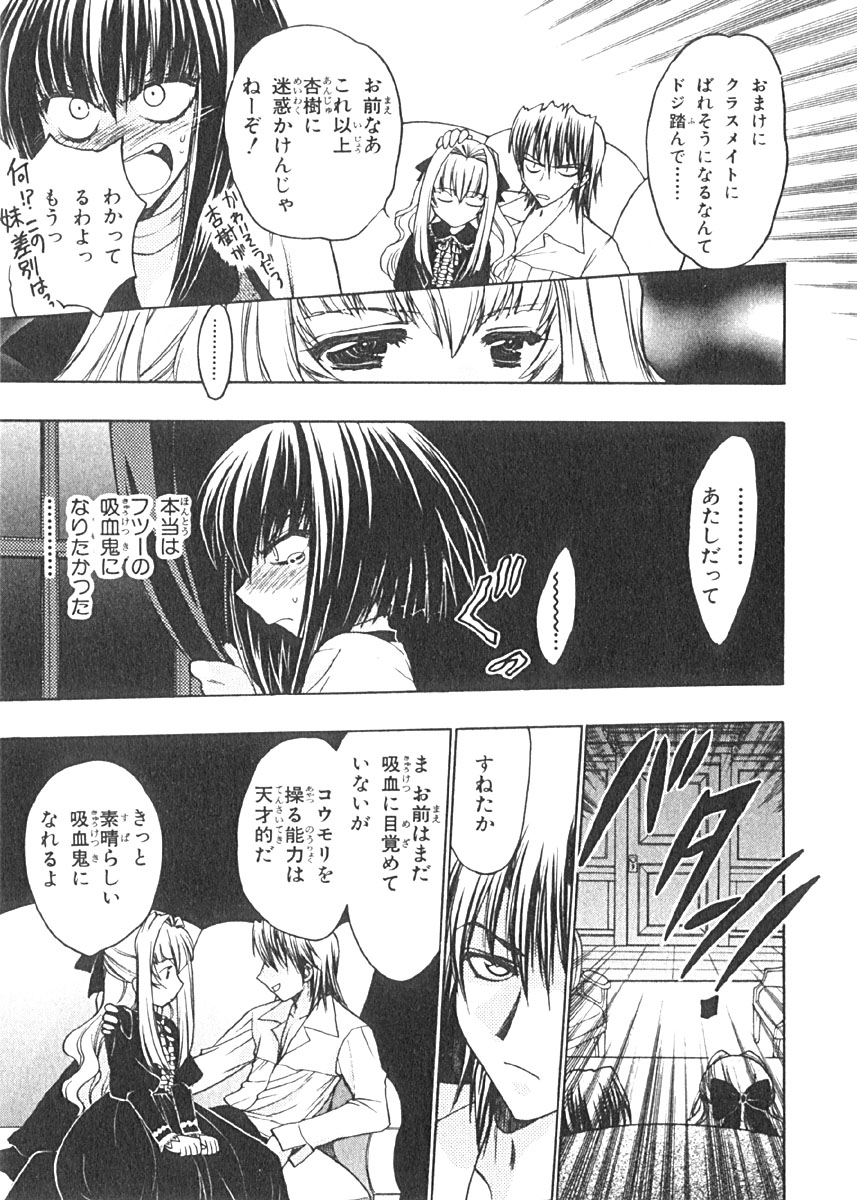 おまけに
クラスメイトに
ばれそうになるなんて
ドジ踏んで……
お前なあ
これ以上
杏樹に
迷惑かけんじゃ
ねーぞ!
かわいそうだろ
杏樹が
わかって
るわよっ
もうっ
何!?この
妹差別はっ
………
…………
あたしだって
〰〰〰
ぐく
本当は
フツーの
吸血鬼に
なりたかった
…………
バタン!
すねたか
ま お前はまだ
吸血に目覚めて
いないが
コウモリを
操る能力は
天才的だ
きっと
素晴らしい
吸血鬼に
なれるよ